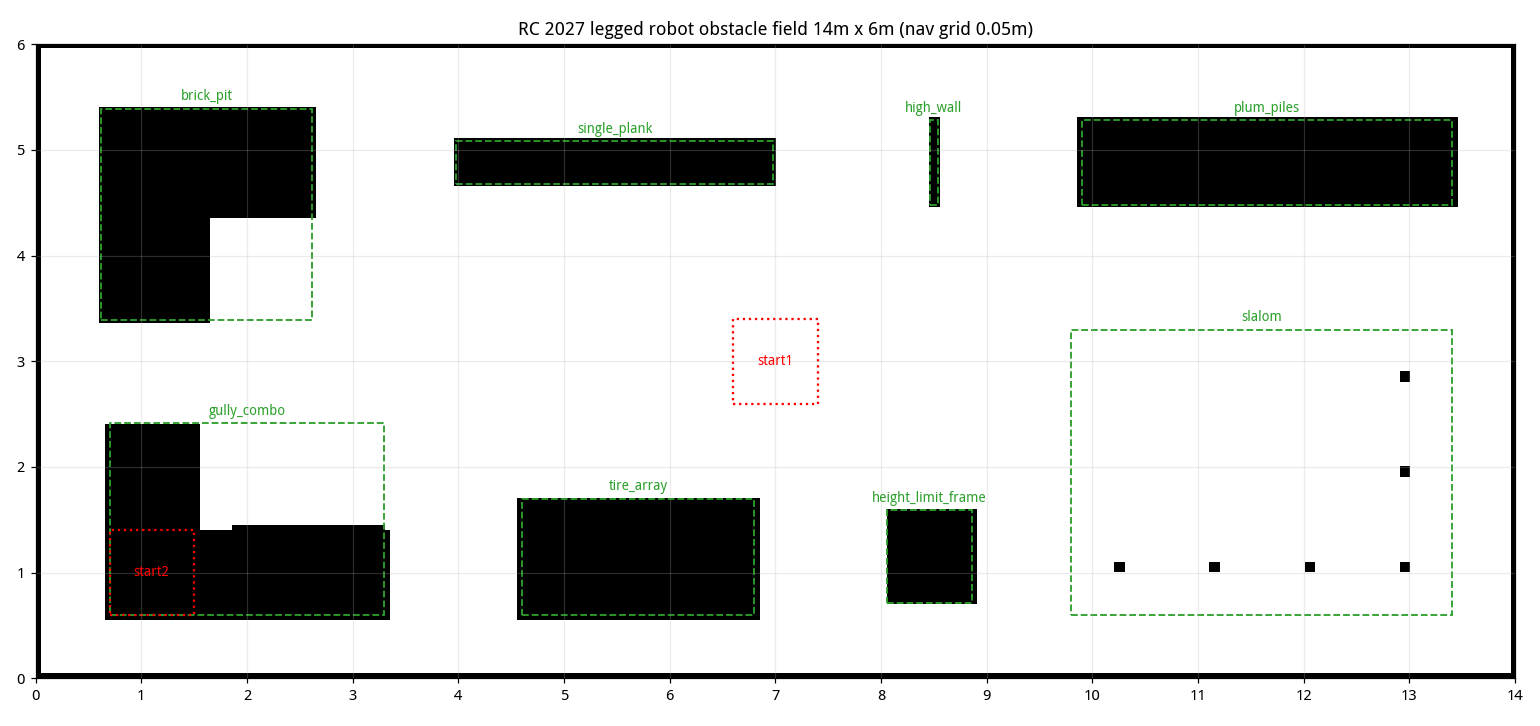 RC 2027 legged robot obstacle field 14m x 6m (nav grid 0.05m)
6
brick_pit
high_wall
plum_piles
single_plank
5
4
slalom
start1
3
gully_combo
2
tire_array
height_limit_frame
start2
1
0
0 1 2 3 4 5 6 7 8 9 10 11 12 13 14